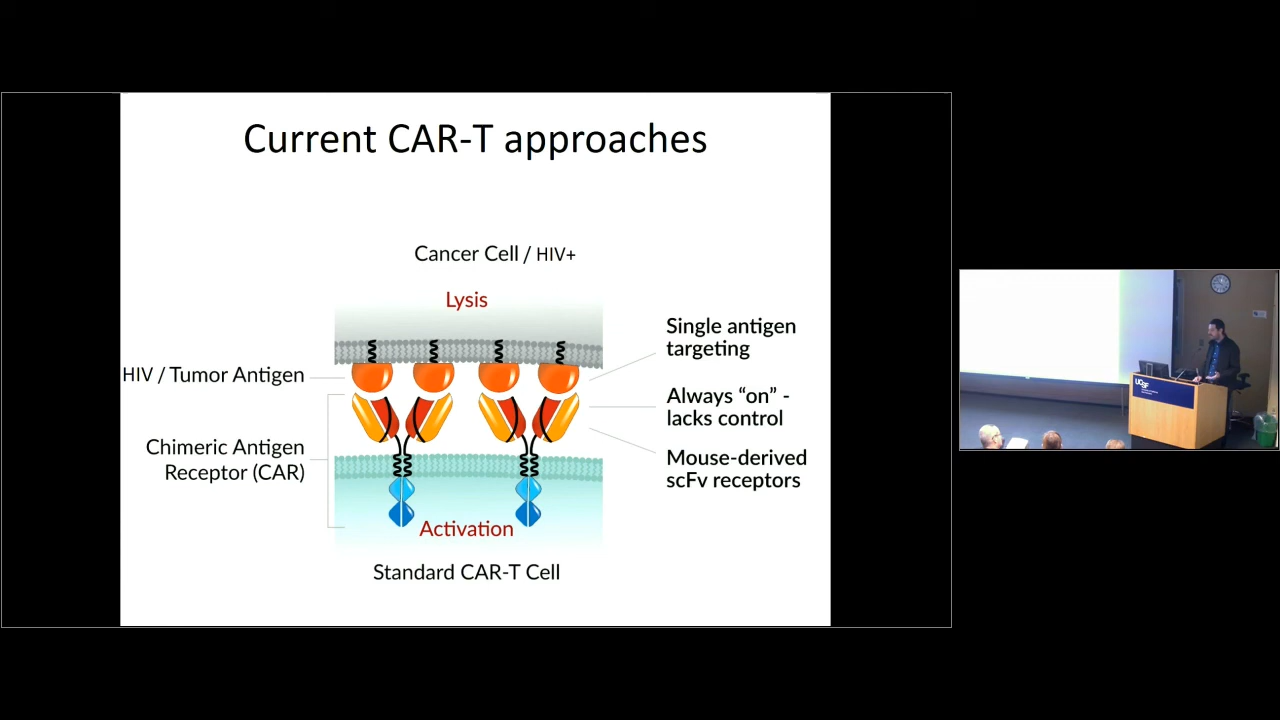 Current CAR-T approaches
Cancer Cell / HIV+
Lysis
HIV / Tumor Antigen
Chimeric Antigen
Receptor (CAR)
Single antigen
targeting
Always “on” -
lacks control
Mouse-derived
scFv receptors
Activation
Standard CAR-T Cell
UCSF